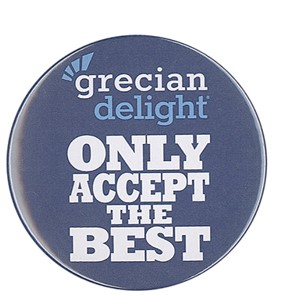 grecian
delight®
ONLY
ACCEPT
THE
BEST